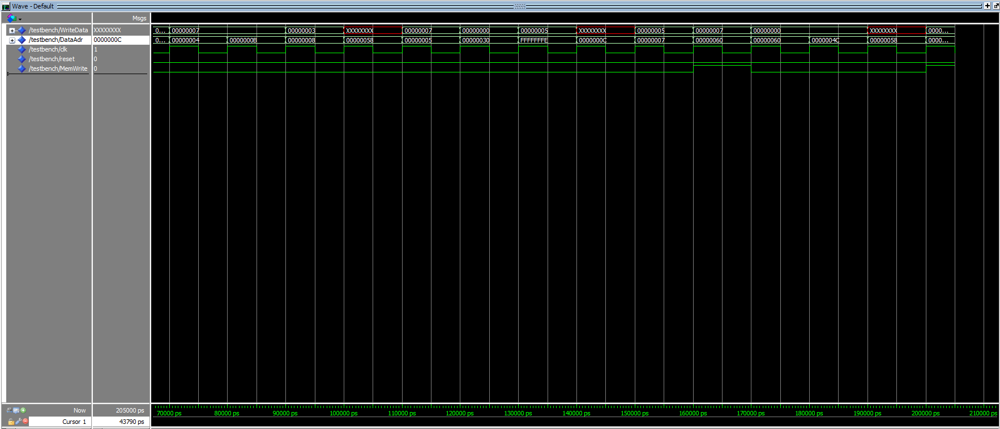 Wave - Default
Msgs
/testbench/WriteData XXXXXXXX 0... 00000007 00000003 XXXXXXXX 00000007 00000000 00000005 XXXXXXXX 00000005 00000007 00000000 XXXXXXXX 0000...
/testbench/DataAdr 0000000C 0... 00000004 0000000B 00000008 00000058 00000005 00000030 FFFFFFFE 0000000C 00000007 00000060 00000060 0000004C 00000058 0000...
/testbench/clk 1
/testbench/reset 0
/testbench/MemWrite 0
Now 205000 ps 70000 ps 80000 ps 90000 ps 100000 ps 110000 ps 120000 ps 130000 ps 140000 ps 150000 ps 160000 ps 170000 ps 180000 ps 190000 ps 200000 ps 210000 ps
Cursor 1 43790 ps